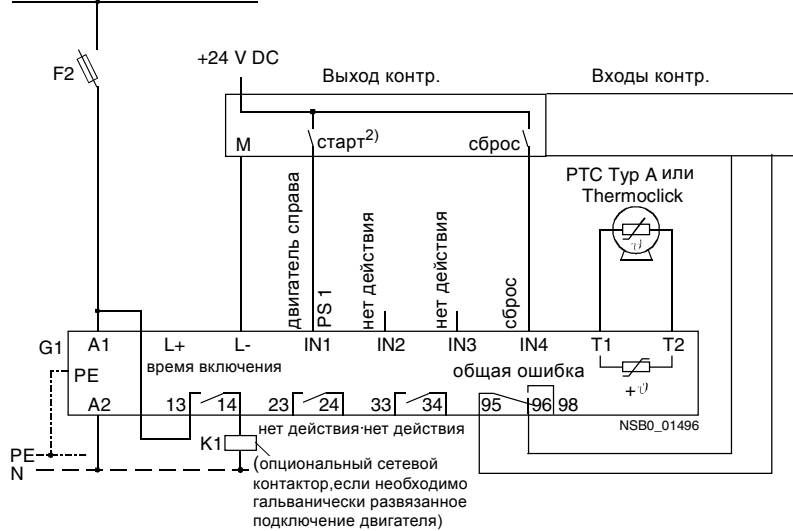 +24 V DC
F2
Выход контр.
Входы контр.
M
старт2)
сброс
PTC Typ A или
Thermoclick
ϑ
двигатель справа
PS 1
нет действия
нет действия
сброс
G1
A1
L+
L-
IN1
IN2
IN3
IN4
T1
T2
время включения
общая ошибка
PE
+ϑ
A2
13
14
23
24
33
34
95
96
98
NSB0_01496
нет действия·нет действия
K1
PE
N
(опциональный сетевой
контактор,если необходимо
гальванически развязанное
подключение двигателя)